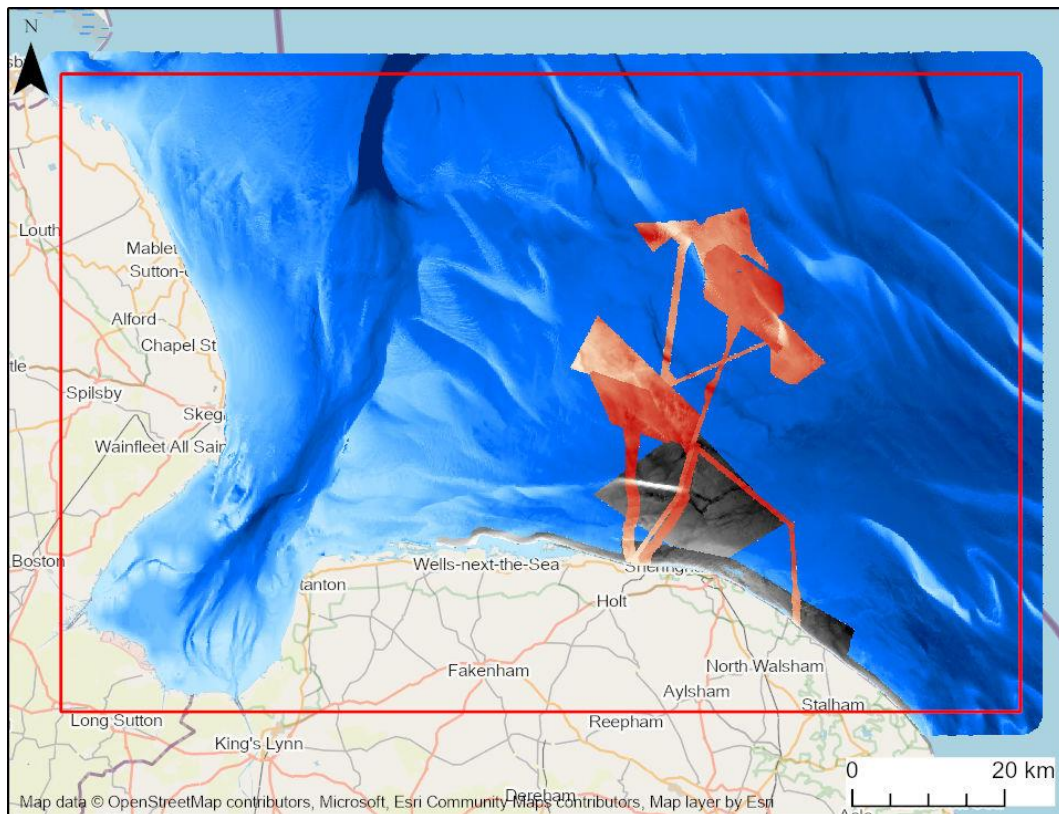 N
Louth
Mablet
Sutton-
Alford
Chapel St
Spilsby
Skeg
Wainfleet All Sain
Boston
tanton
Wells-next-the-Sea
Sheringh
Holt
Fakenham
North Walsham
Aylsham
Stalham
Long Sutton
Reepham
King's Lynn
Dereham
0 20 km
Map data © OpenStreetMap contributors, Microsoft, Esri Community Maps contributors, Map layer by Esri